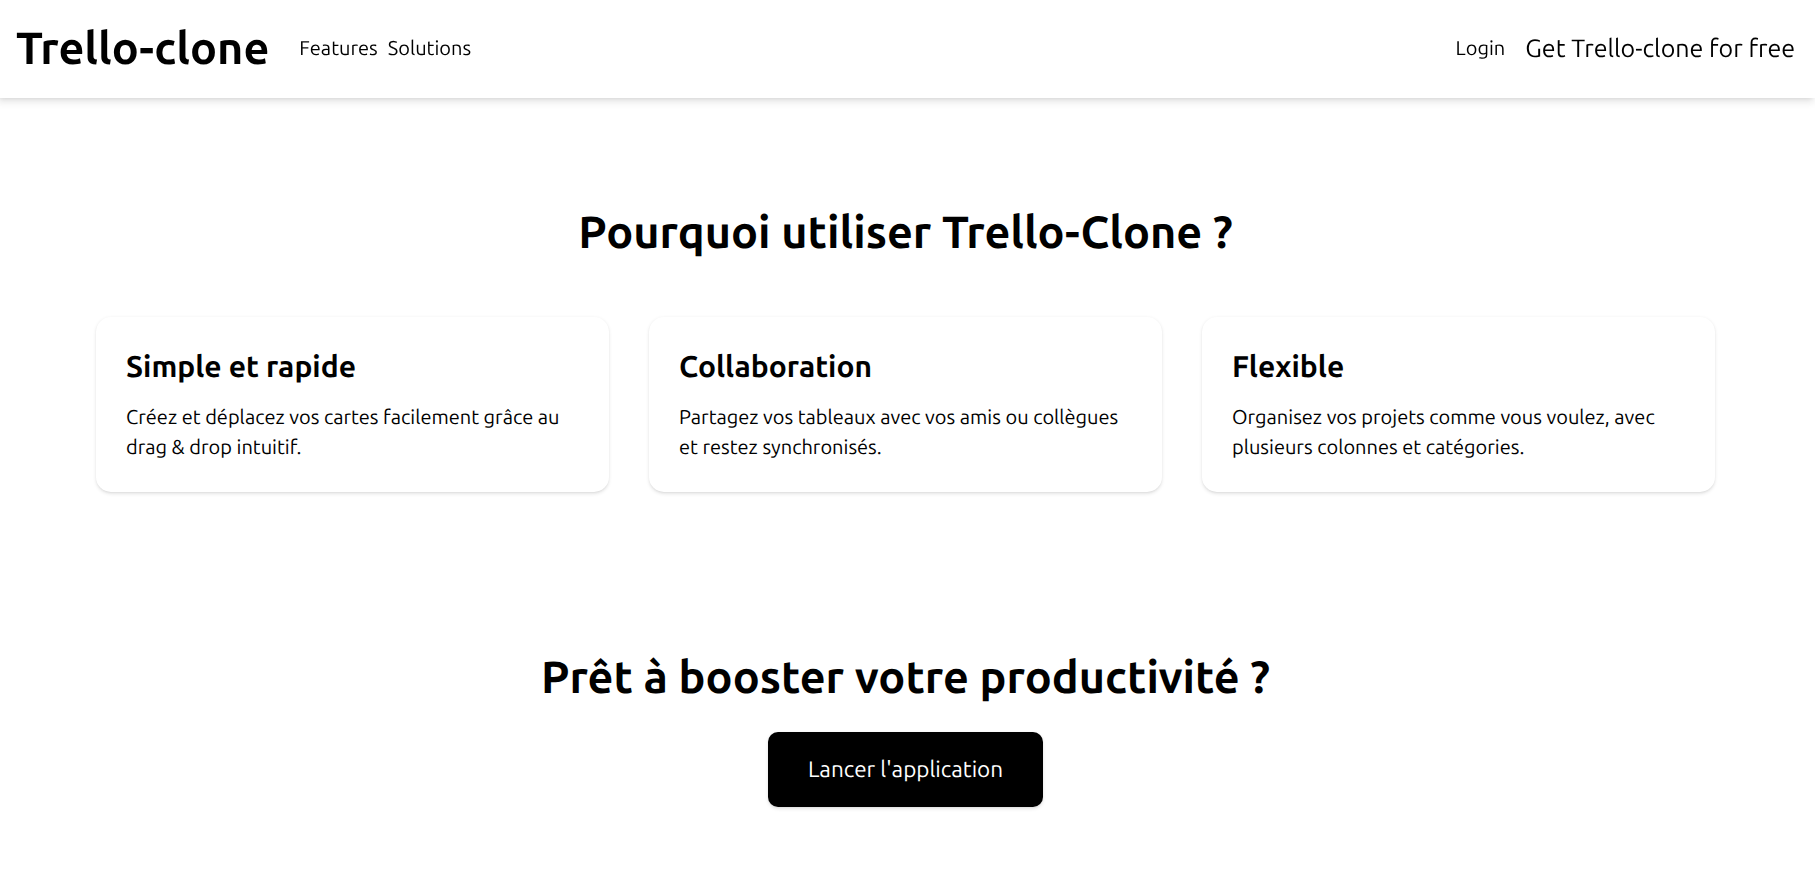 Trello-clone Features Solutions Login Get Trello-clone for free
Pourquoi utiliser Trello-Clone ?
Simple et rapide
Créez et déplacez vos cartes facilement grâce au
drag & drop intuitif.
Collaboration
Partagez vos tableaux avec vos amis ou collègues
et restez synchronisés.
Flexible
Organisez vos projets comme vous voulez, avec
plusieurs colonnes et catégories.
Prêt à booster votre productivité ?
Lancer l'application